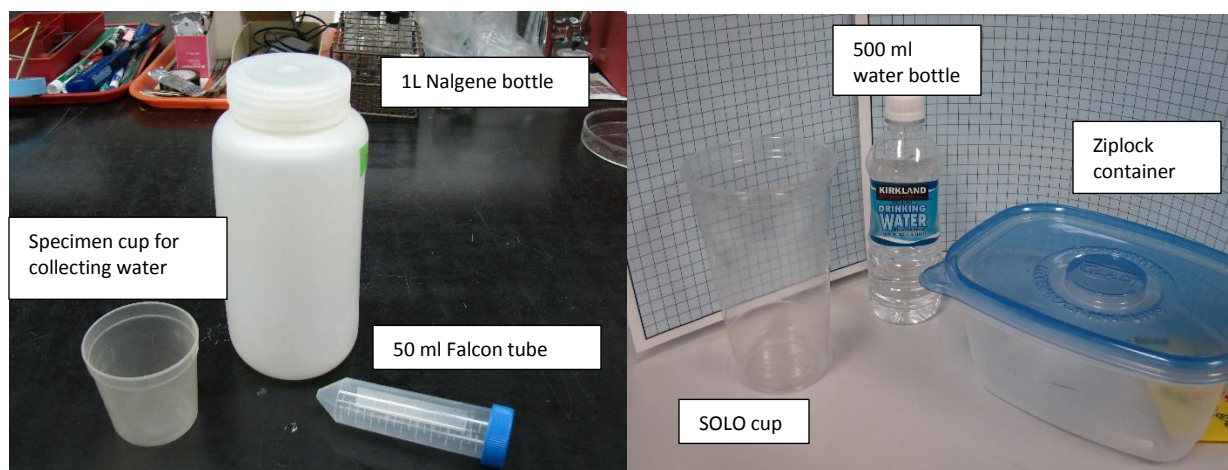 1L Nalgene bottle
Specimen cup for
collecting water
50 ml Falcon tube
500 ml
water bottle
KIRKLAND
DRINKING
WATER
Ziplock
container
SOLO cup